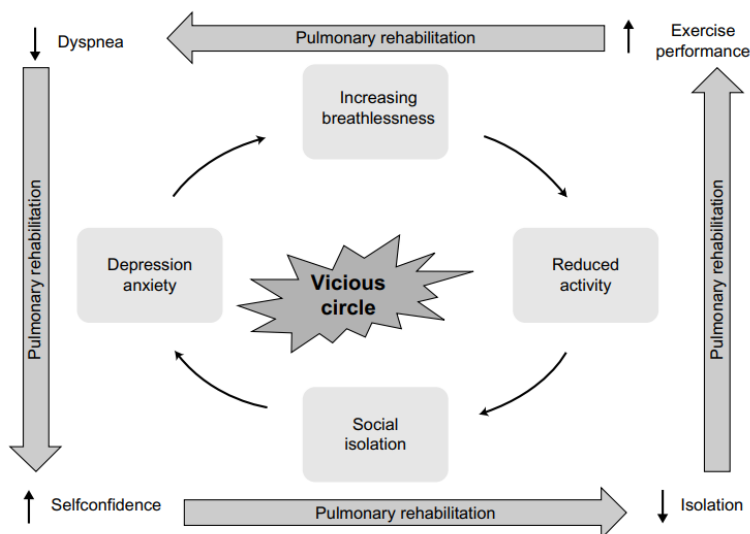 Dyspnea
Pulmonary rehabilitation
Exercise
performance
Increasing
breathlessness
Pulmonary rehabilitation
Depression
anxiety
Vicious
circle
Reduced
activity
Pulmonary rehabilitation
Social
isolation
Selfconfidence
Pulmonary rehabilitation
Isolation